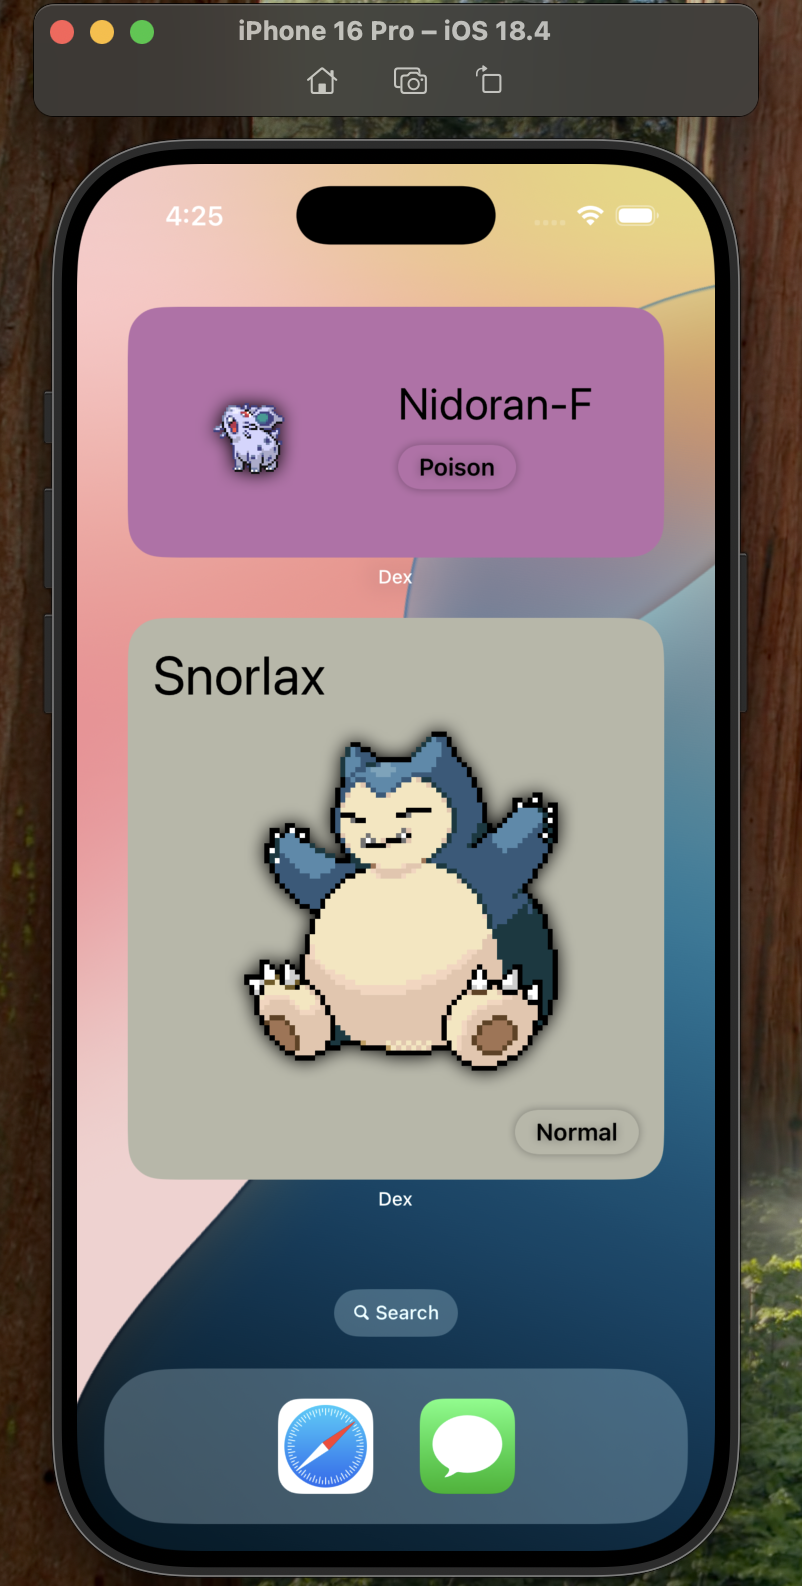 iPhone 16 Pro – iOS 18.4
4:25
Nidoran-F
Poison
Dex
Snorlax
Normal
Dex
Search